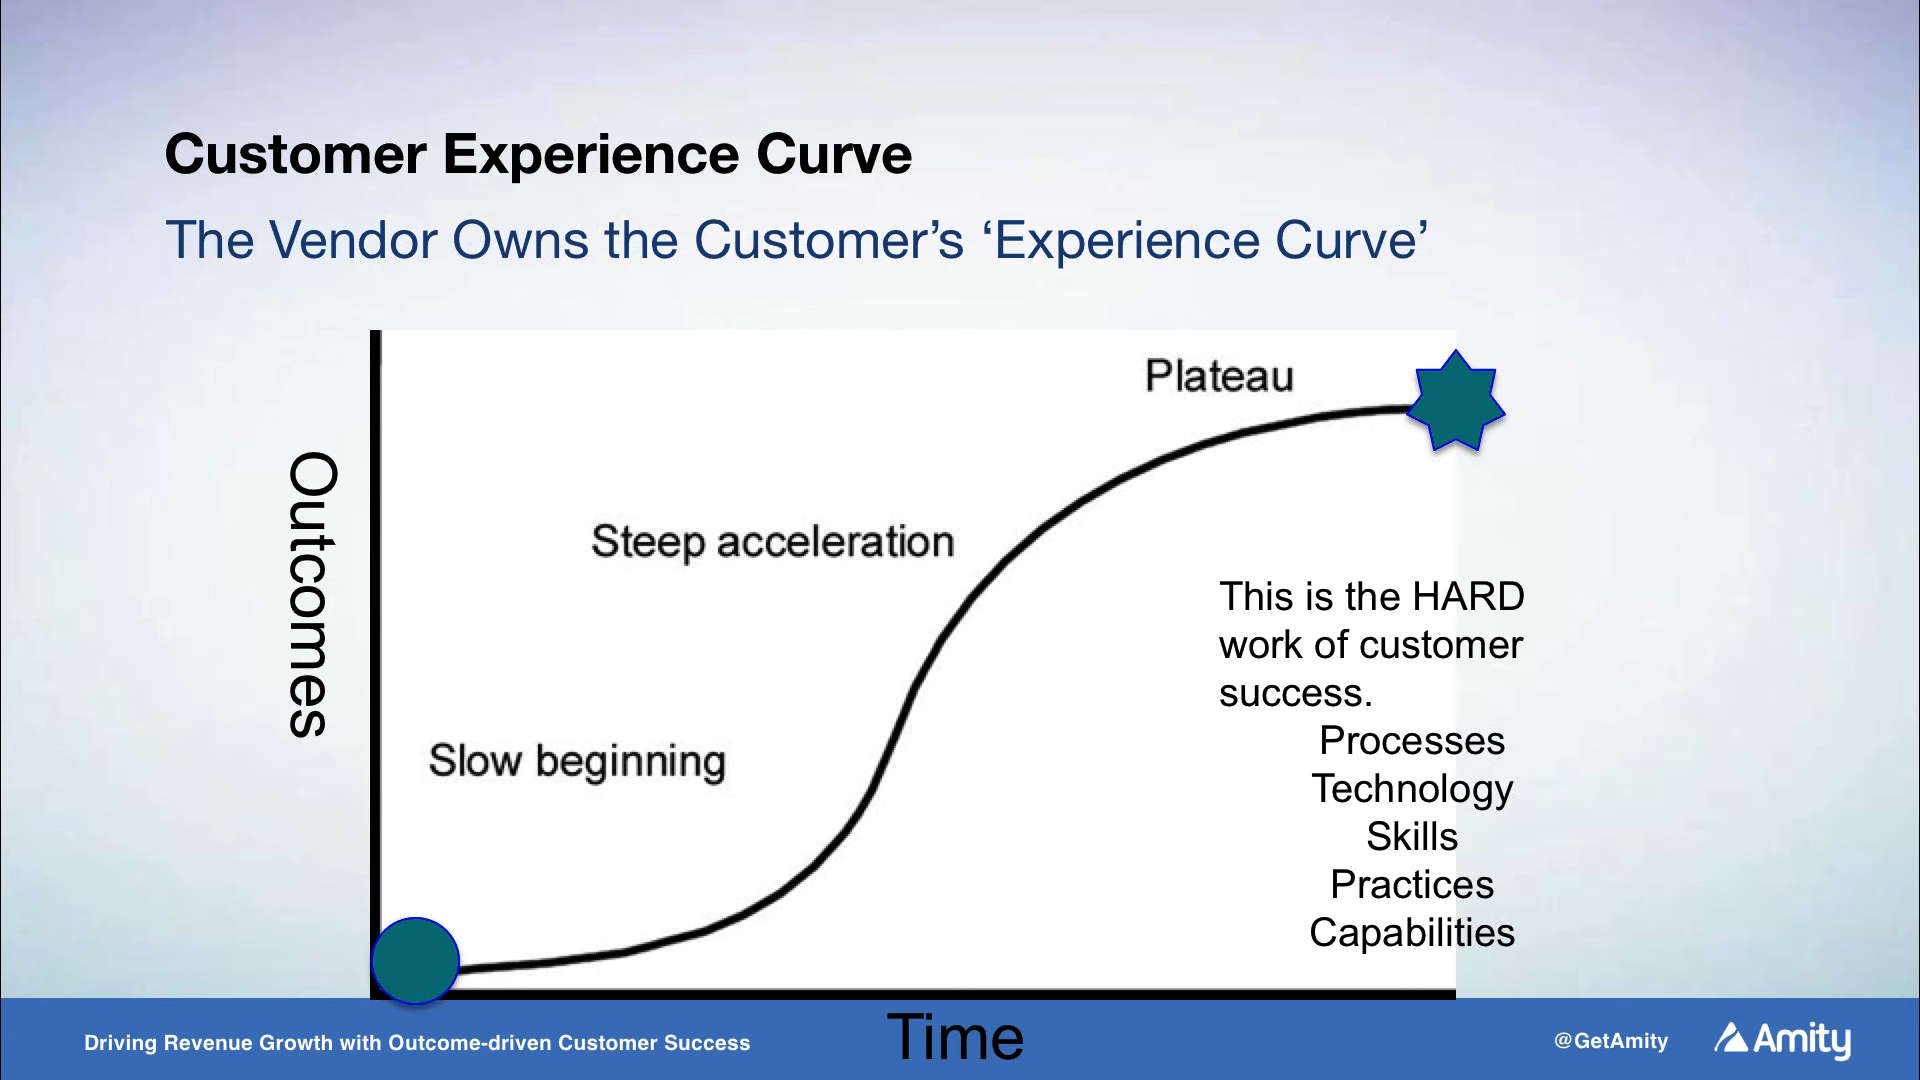 Customer Experience Curve
The Vendor Owns the Customer’s ‘Experience Curve’
Plateau
Steep acceleration
Slow beginning
Outcomes
This is the HARD
work of customer
success.
Processes
Technology
Skills
Practices
Capabilities
Time
Driving Revenue Growth with Outcome-driven Customer Success
@GetAmity
Amity